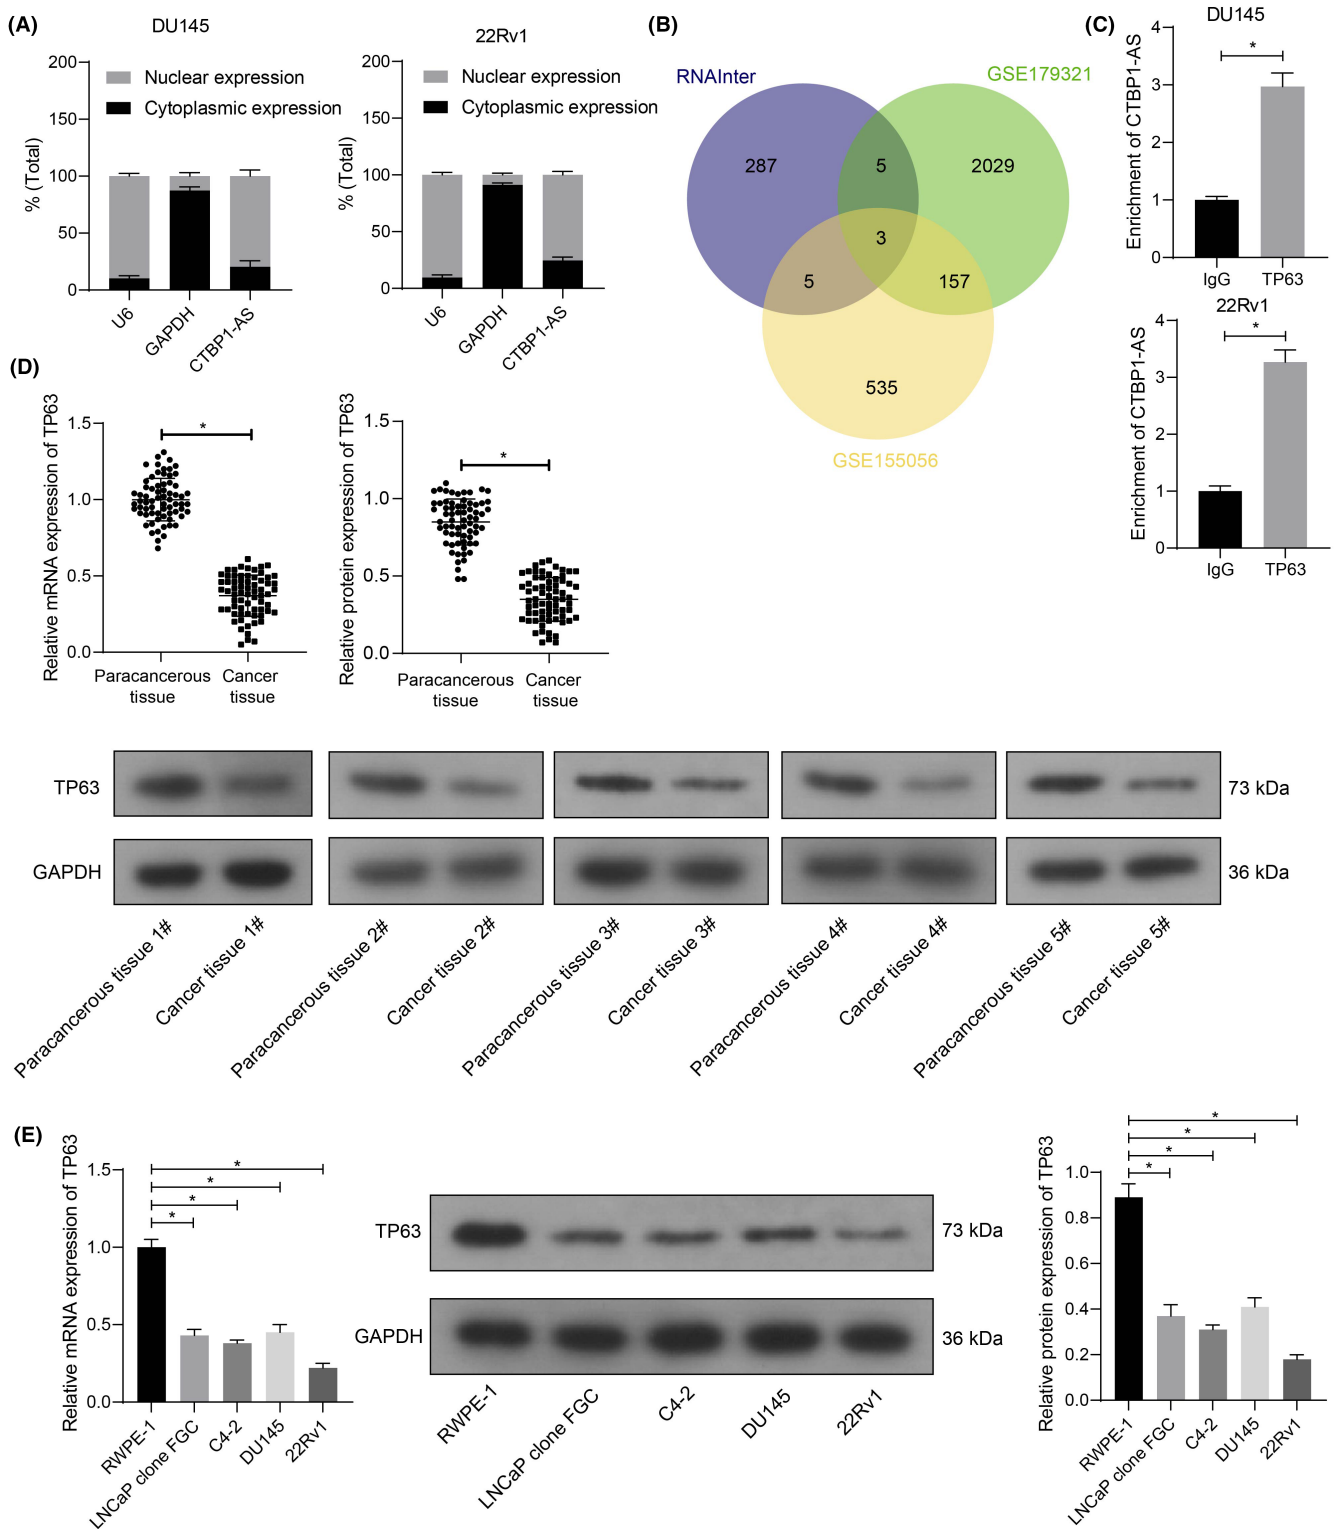 (A)
DU145
200
150
100
50
0
% (Total)
Nuclear expression
Cytoplasmic expression
U6
GAPDH
CTBP1-AS
22Rv1
200
150
100
50
0
% (Total)
Nuclear expression
Cytoplasmic expression
U6
GAPDH
CTBP1-AS
(B)
RNAInter
GSE179321
287
5
2029
3
5
157
535
GSE155056
(C)
DU145
Enrichment of CTBP1-AS
4
3
2
1
0
*
IgG
TP63
22Rv1
Enrichment of CTBP1-AS
4
3
2
1
0
*
IgG
TP63
(D)
Relative mRNA expression of TP63
1.5
1.0
0.5
0.0
*
Paracancerous
tissue
Cancer
tissue
Relative protein expression of TP63
1.5
1.0
0.5
0.0
*
Paracancerous
tissue
Cancer
tissue
TP63
73 kDa
GAPDH
36 kDa
Paracancerous tissue 1#
Cancer tissue 1#
Paracancerous tissue 2#
Cancer tissue 2#
Paracancerous tissue 3#
Cancer tissue 3#
Paracancerous tissue 4#
Cancer tissue 4#
Paracancerous tissue 5#
Cancer tissue 5#
(E)
Relative mRNA expression of TP63
1.5
1.0
0.5
0.0
*
*
*
*
RWPE-1
LNCaP clone FGC
C4-2
DU145
22Rv1
TP63
73 kDa
GAPDH
36 kDa
RWPE-1
LNCaP clone FGC
C4-2
DU145
22Rv1
Relative protein expression of TP63
1.0
0.8
0.6
0.4
0.2
0.0
*
*
*
*
RWPE-1
LNCaP clone FGC
C4-2
DU145
22Rv1